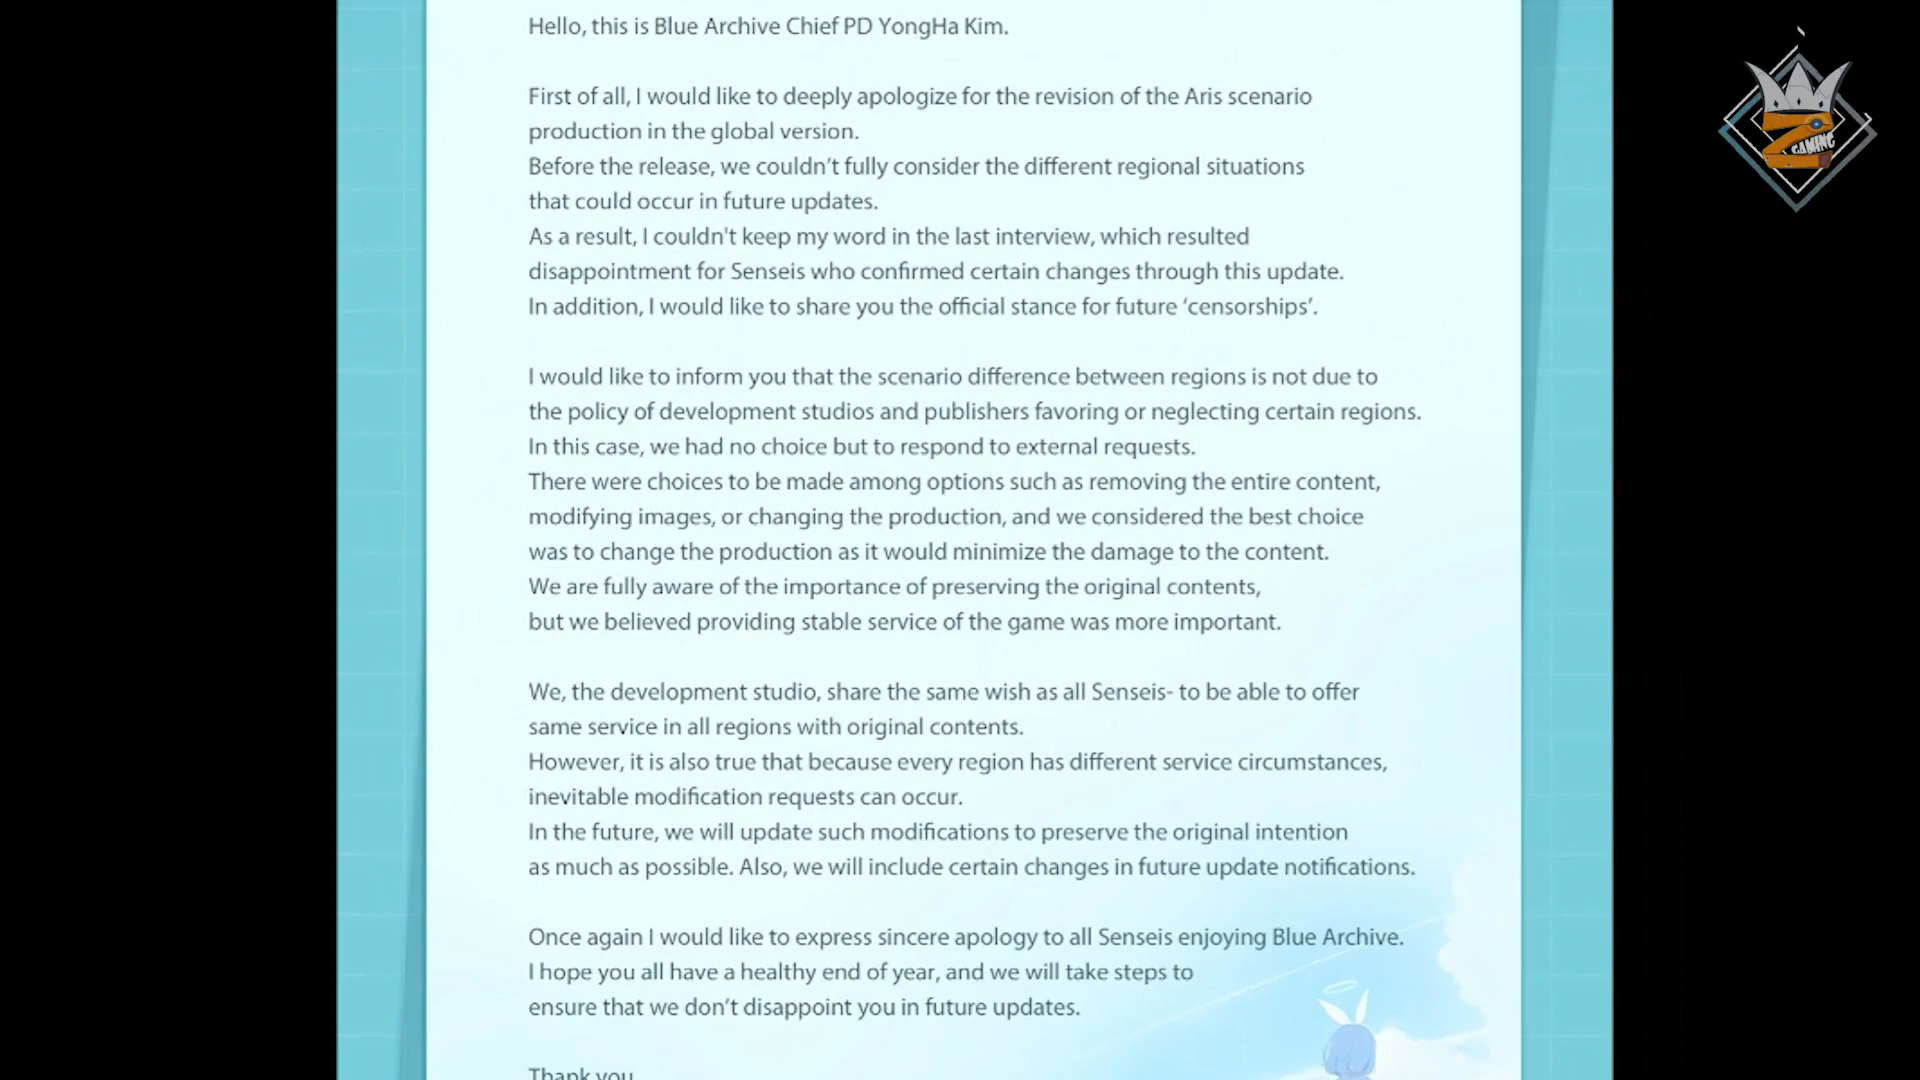 Hello, this is Blue Archive Chief PD YongHa Kim.
First of all, I would like to deeply apologize for the revision of the Aris scenario
production in the global version.
Before the release, we couldn't fully consider the different regional situations
that could occur in future updates.
As a result, I couldn't keep my word in the last interview, which resulted
disappointment for Senseis who confirmed certain changes through this update.
In addition, I would like to share you the official stance for future ‘censorships’.
I would like to inform you that the scenario difference between regions is not due to
the policy of development studios and publishers favoring or neglecting certain regions.
In this case, we had no choice but to respond to external requests.
There were choices to be made among options such as removing the entire content,
modifying images, or changing the production, and we considered the best choice
was to change the production as it would minimize the damage to the content.
We are fully aware of the importance of preserving the original contents,
but we believed providing stable service of the game was more important.
We, the development studio, share the same wish as all Senseis- to be able to offer
same service in all regions with original contents.
However, it is also true that because every region has different service circumstances,
inevitable modification requests can occur.
In the future, we will update such modifications to preserve the original intention
as much as possible. Also, we will include certain changes in future update notifications.
Once again I would like to express sincere apology to all Senseis enjoying Blue Archive.
I hope you all have a healthy end of year, and we will take steps to
ensure that we don’t disappoint you in future updates.
Thank you
GAMING